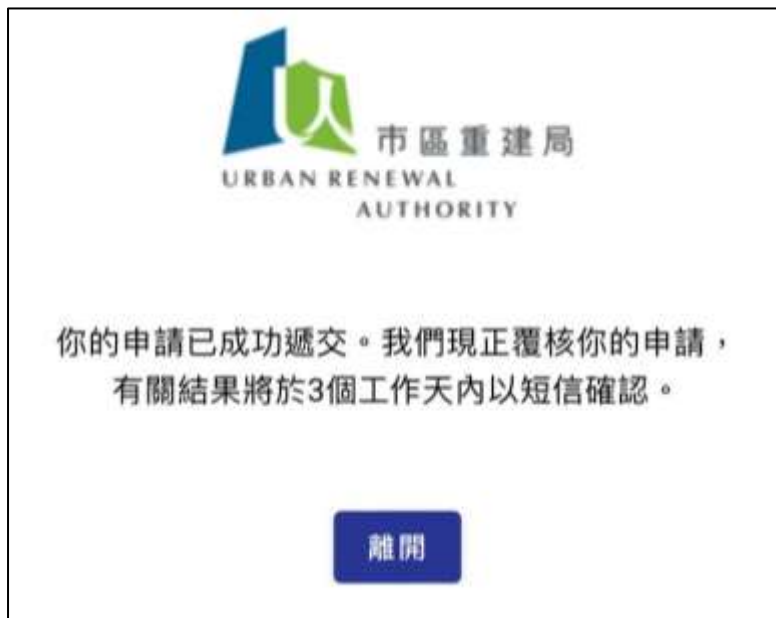 市區重建局
URBAN RENEWAL
AUTHORITY
你的申請已成功遞交。我們現正覆核你的申請，
有關結果將於3個工作天內以短信確認。
離開